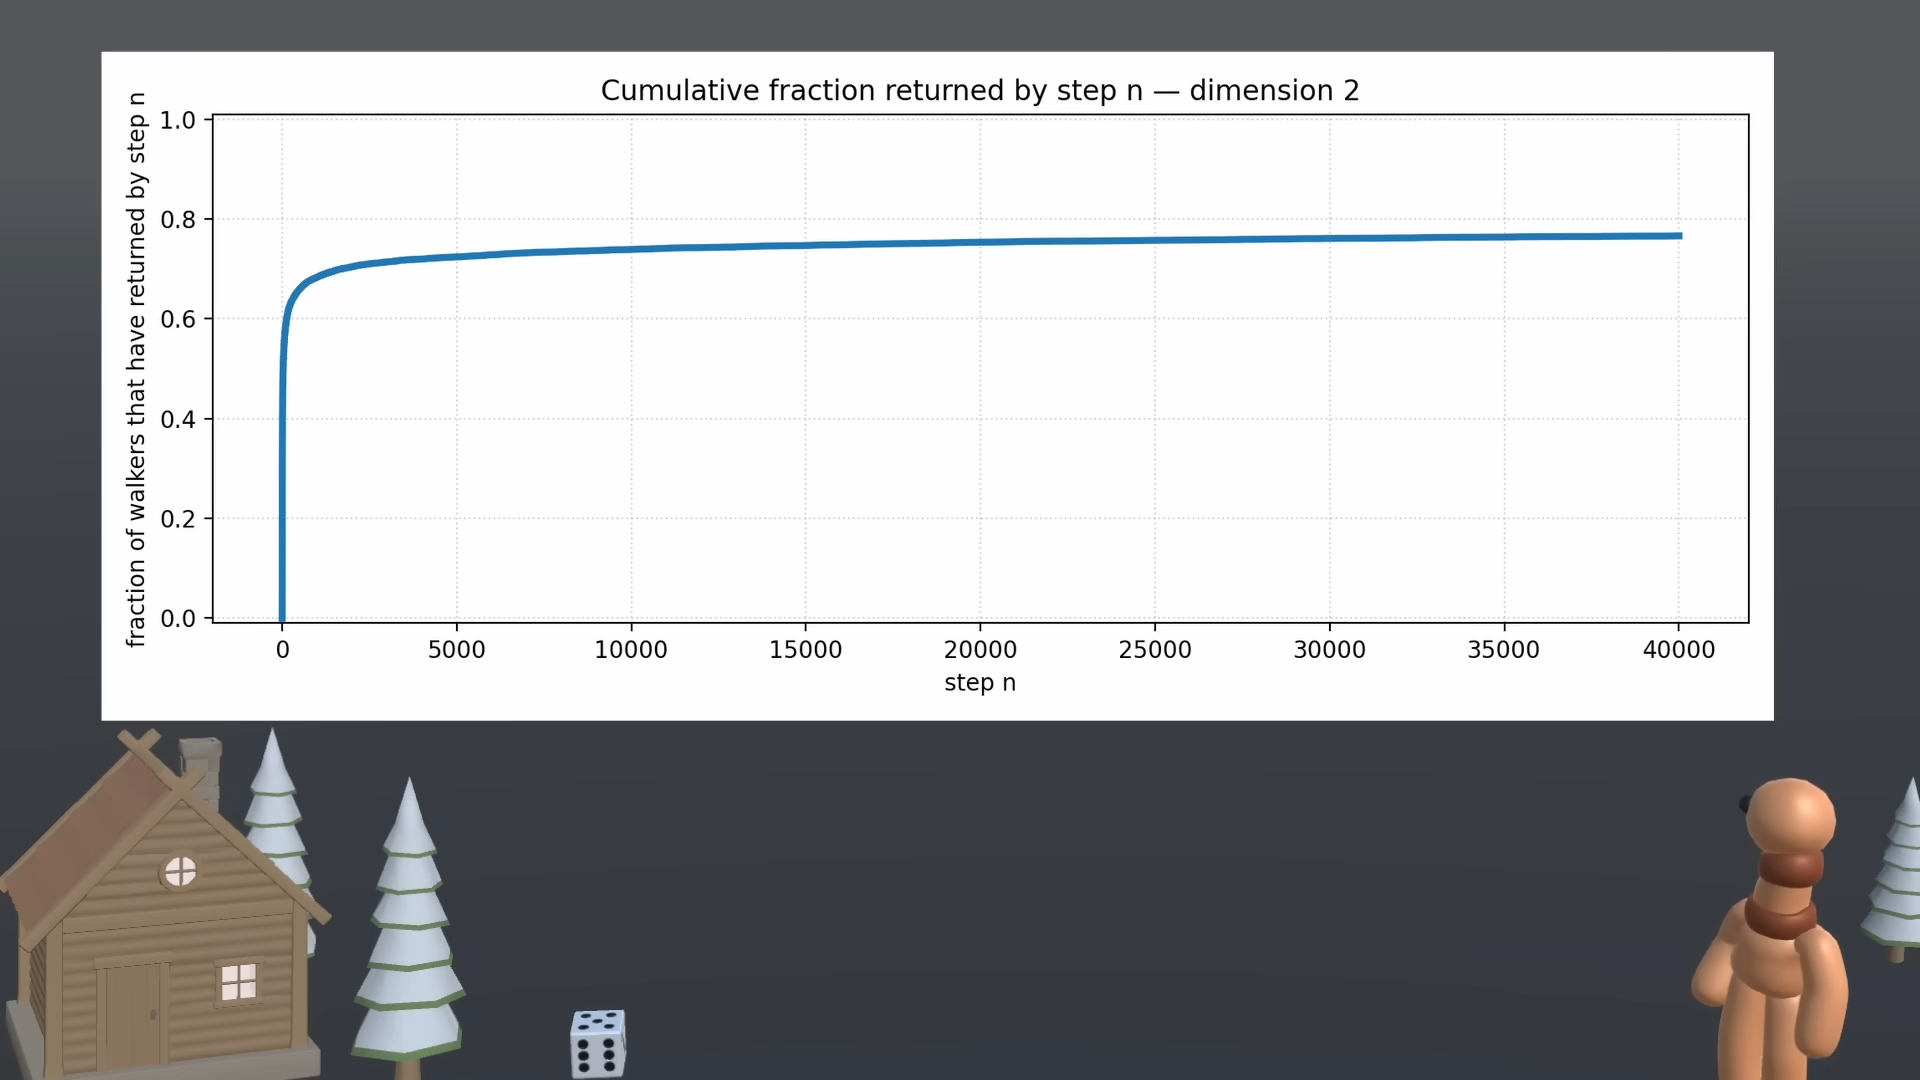 Cumulative fraction returned by step n — dimension 2
fraction of walkers that have returned by step n
1.0
0.8
0.6
0.4
0.2
0.0
0 5000 10000 15000 20000 25000 30000 35000 40000
step n